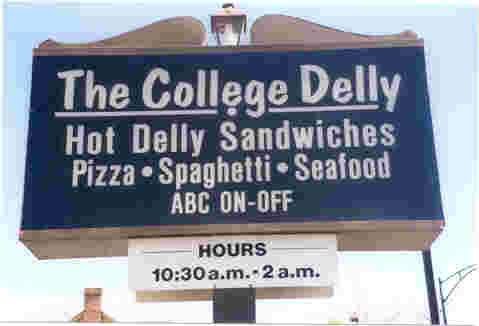 The College Delly
Hot Delly Sandwiches
Pizza • Spaghetti • Seafood
ABC ON-OFF
HOURS
10:30 a.m. - 2 a.m.